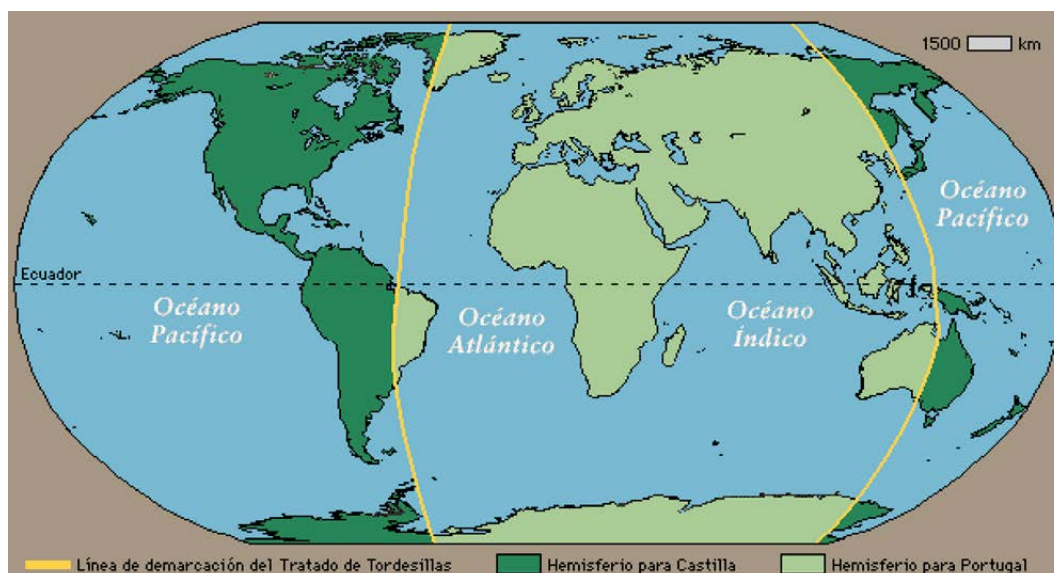 1500 km
Ecuador
Océano
Pacífico
Océano
Pacífico
Océano
Atlántico
Océano
Índico
Línea de demarcación del Tratado de Tordesillas
Hemisferio para Castilla
Hemisferio para Portugal